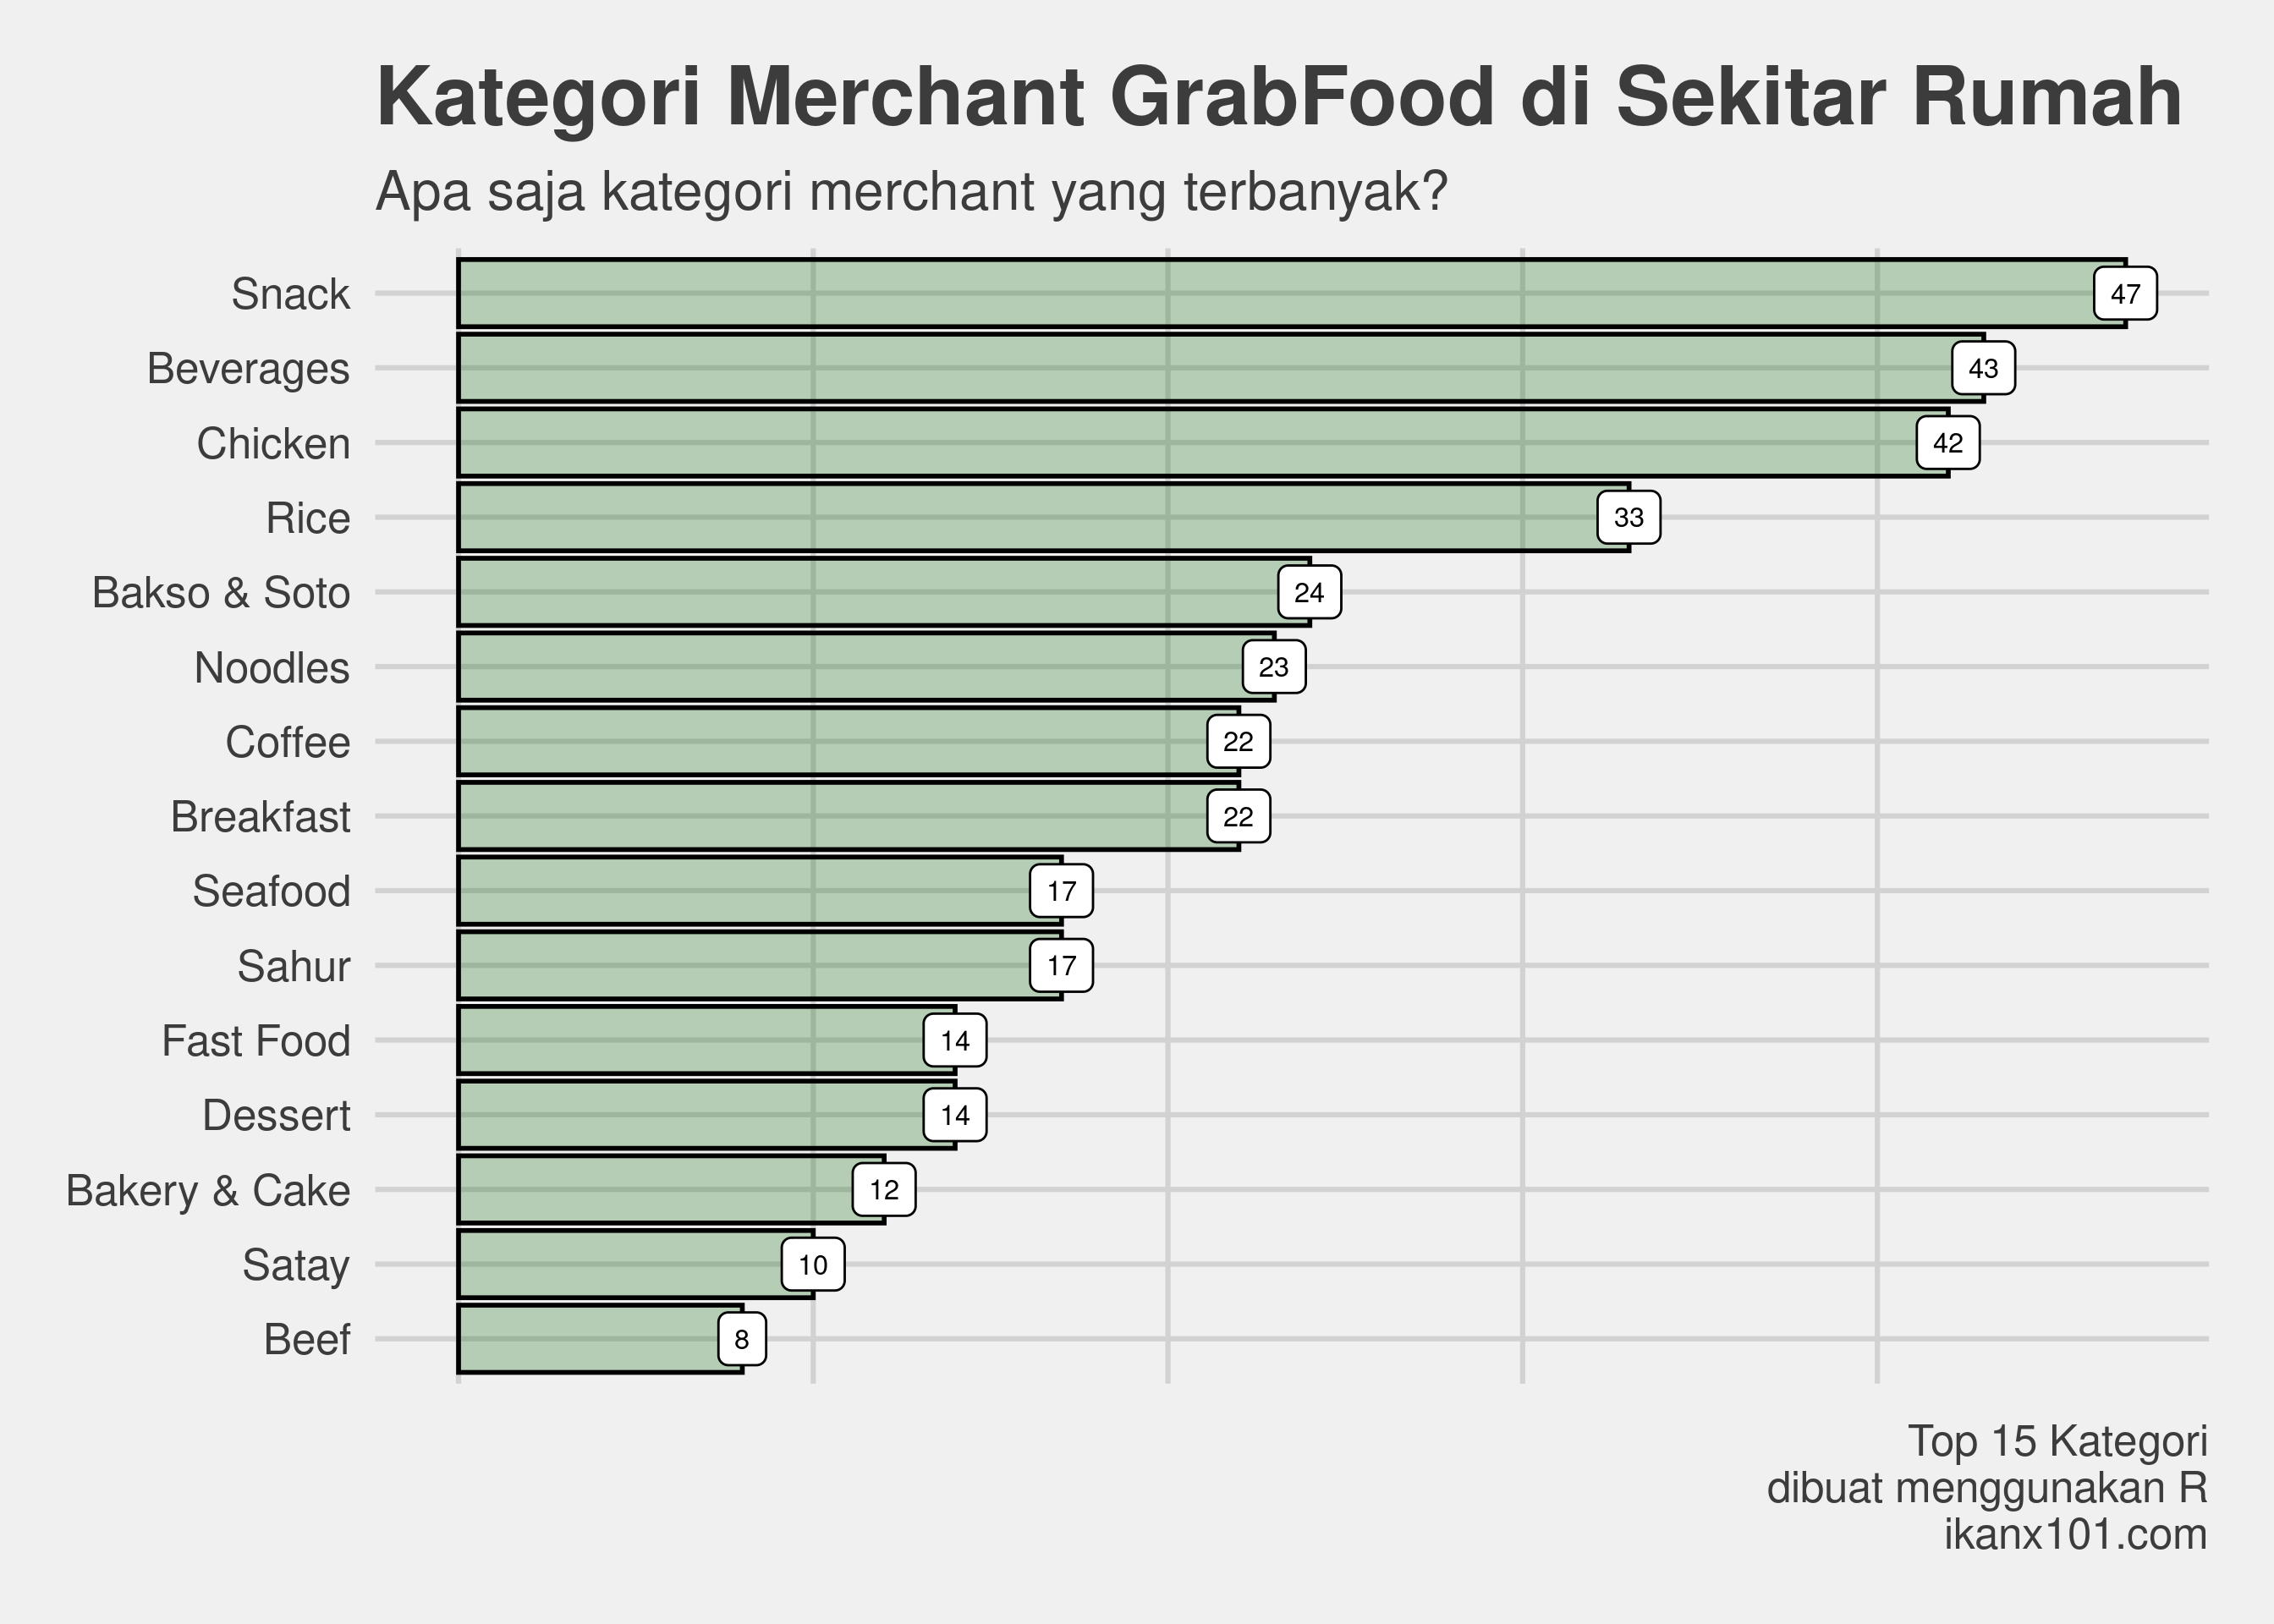 Kategori Merchant GrabFood di Sekitar Rumah
Apa saja kategori merchant yang terbanyak?
Snack 47
Beverages 43
Chicken 42
Rice 33
Bakso & Soto 24
Noodles 23
Coffee 22
Breakfast 22
Seafood 17
Sahur 17
Fast Food 14
Dessert 14
Bakery & Cake 12
Satay 10
Beef 8
Top 15 Kategori
dibuat menggunakan R
ikanx101.com